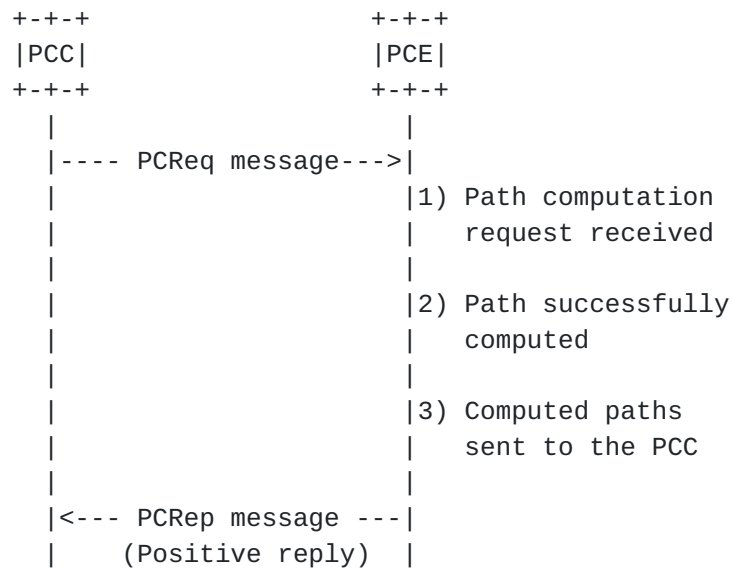 +-+-+                  +-+-+
|PCC|                  |PCE|
+-+-+                  +-+-+
  |                      |
  |---- PCReq message--->|
  |                      |1) Path computation
  |                      |   request received
  |                      |
  |                      |2) Path successfully
  |                      |   computed
  |                      |
  |                      |3) Computed paths
  |                      |   sent to the PCC
  |                      |
  |<--- PCRep message ---|
  |    (Positive reply)  |